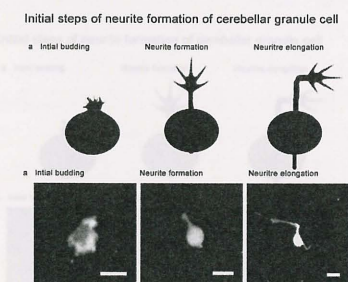 Initial steps of neurite formation of cerebellar granule cell
a Intial budding Neurite formation Neuritre elongation
a Intial budding Neurite formation Neuritre elongation